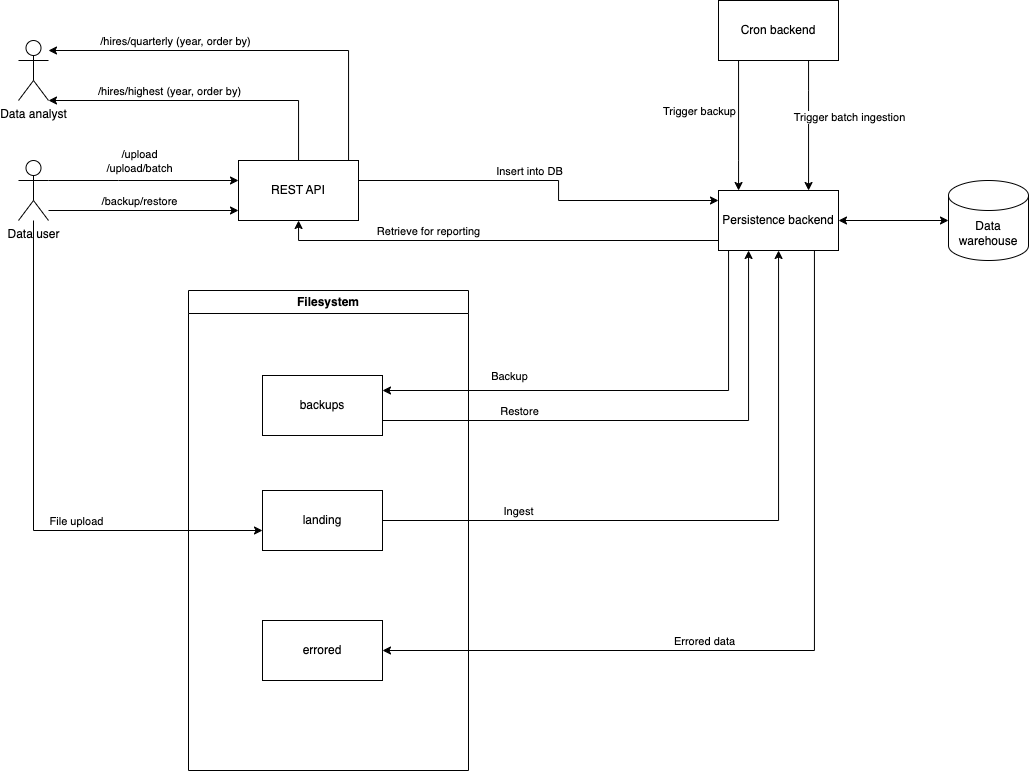 Cron backend
/hires/quarterly (year, order by)
/hires/highest (year, order by)
Data analyst
Trigger backup
Trigger batch ingestion
/upload
/upload/batch
/backup/restore
Data user
REST API
Insert into DB
Retrieve for reporting
Persistence backend
Data
warehouse
Filesystem
Backup
backups
Restore
File upload
landing
Ingest
errored
Errored data